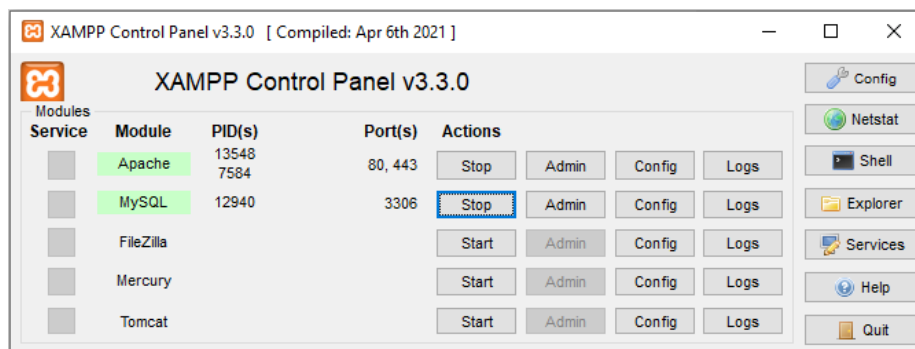 XAMPP Control Panel v3.3.0 [ Compiled: Apr 6th 2021 ]
XAMPP Control Panel v3.3.0
Config
Modules
Netstat
Service Module PID(s) Port(s) Actions
Apache 13548 7584 80, 443 Stop Admin Config Logs
Shell
MySQL 12940 3306 Stop Admin Config Logs
Explorer
FileZilla Start Admin Config Logs
Services
Mercury Start Admin Config Logs
Help
Tomcat Start Admin Config Logs
Quit